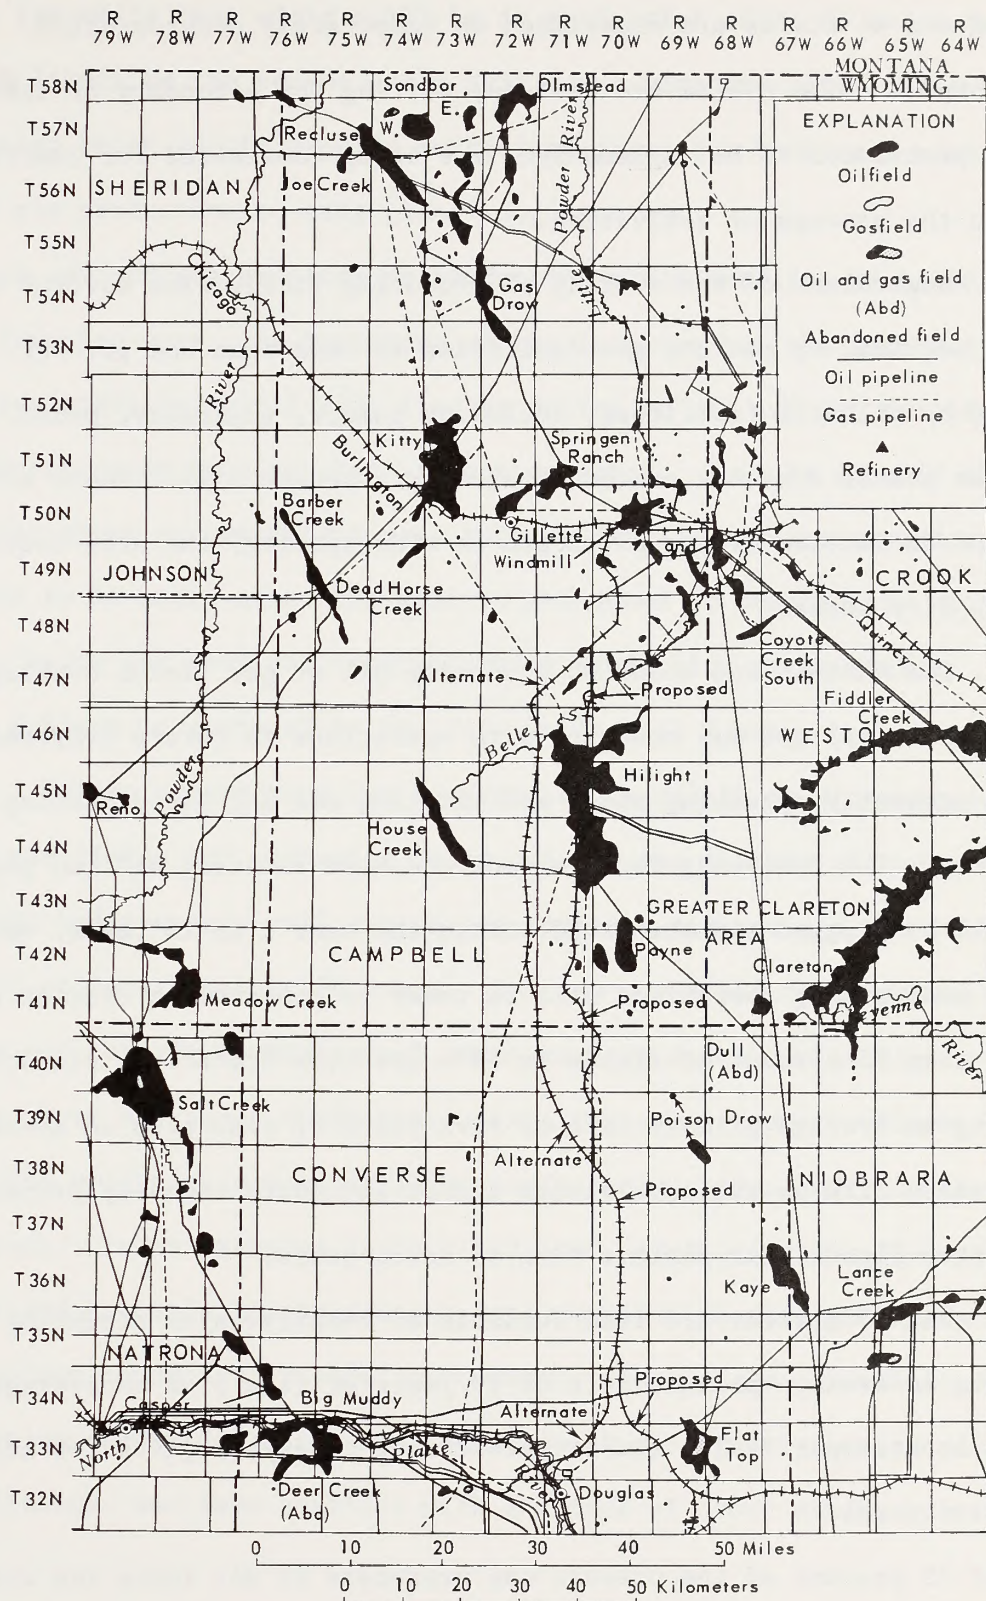 R R R R R R R R R R R R R R R R
79W 78W 77W 76W 75W 74W 73W 72W 71W 70W 69W 68W 67W 66W 65W 64W
MONTANA
WYOMING
T58N
T57N
T56N
T55N
T54N
T53N
T52N
T51N
T50N
T49N
T48N
T47N
T46N
T45N
T44N
T43N
T42N
T41N
T40N
T39N
T38N
T37N
T36N
T35N
T34N
T33N
T32N
EXPLANATION
Oilfield
Gosfield
Oil and gas field
(Abd)
Abandoned field
Oil pipeline
Gas pipeline
Refinery
Sondbor
W.
E.
Olmstead
Recluse
Joe Creek
SHERIDAN
Little Powder River
Chicago
Gas
Drow
River
Burlington
Kitty
Springen
Ranch
Barber
Creek
Gillette
Windmill
and
JOHNSON
Dead Horse
Creek
CROOK
Quincy
Coyote
Creek
South
Alternate
Proposed
Fiddler
Creek
WESTON
Belle
Hilight
Powder
Reno
House
Creek
GREATER CLARETON
AREA
CAMPBELL
Payne
Clareton
Meadow Creek
Proposed
Cheyenne
River
Dull
(Abd)
Salt Creek
Poison Drow
Alternate
CONVERSE
Proposed
NIOBRARA
Kaye
Lance
Creek
NATRONA
Proposed
Casper
Big Muddy
Alternate
North
Platte
River
Flat
Top
Deer Creek
(Abd)
Douglas
0 10 20 30 40 50 Miles
0 10 20 30 40 50 Kilometers